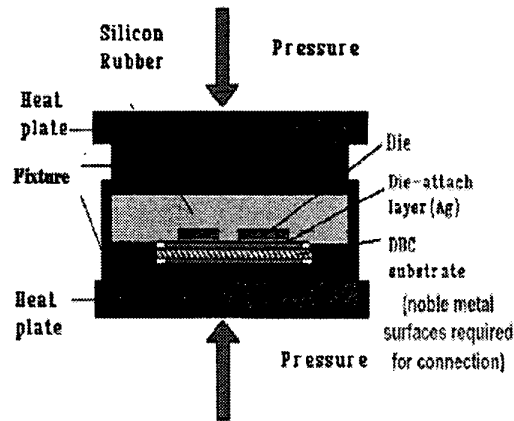 Silicon
Rubber
Pressure
Heat
plate
Fixture
Die
Die-attach
layer(Ag)
DBC
substrate
(noble metal
surfaces required
for connection)
Heat
plate
Pressure